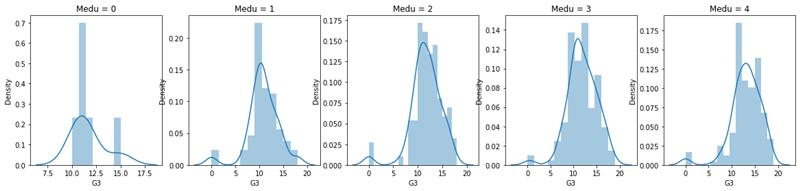 Medu = 0
Medu = 1
Medu = 2
Medu = 3
Medu = 4
Density
0.7
0.6
0.5
0.4
0.3
0.2
0.1
0.0
7.5 10.0 12.5 15.0 17.5
G3
Density
0.20
0.15
0.10
0.05
0.00
0 10 20
G3
Density
0.175
0.150
0.125
0.100
0.075
0.050
0.025
0.000
0 10 20
G3
Density
0.14
0.12
0.10
0.08
0.06
0.04
0.02
0.00
0 10 20
G3
Density
0.175
0.150
0.125
0.100
0.075
0.050
0.025
0.000
0 10 20
G3